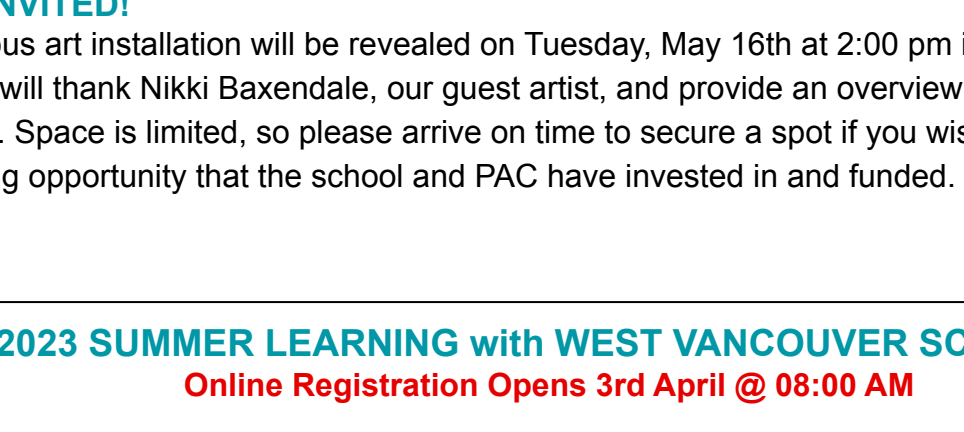 NVITED!
ous art installation will be revealed on Tuesday, May 16th at 2:00 pm i
will thank Nikki Baxendale, our guest artist, and provide an overview
. Space is limited, so please arrive on time to secure a spot if you wis
g opportunity that the school and PAC have invested in and funded.
2023 SUMMER LEARNING with WEST VANCOUVER SC
Online Registration Opens 3rd April @ 08:00 AM